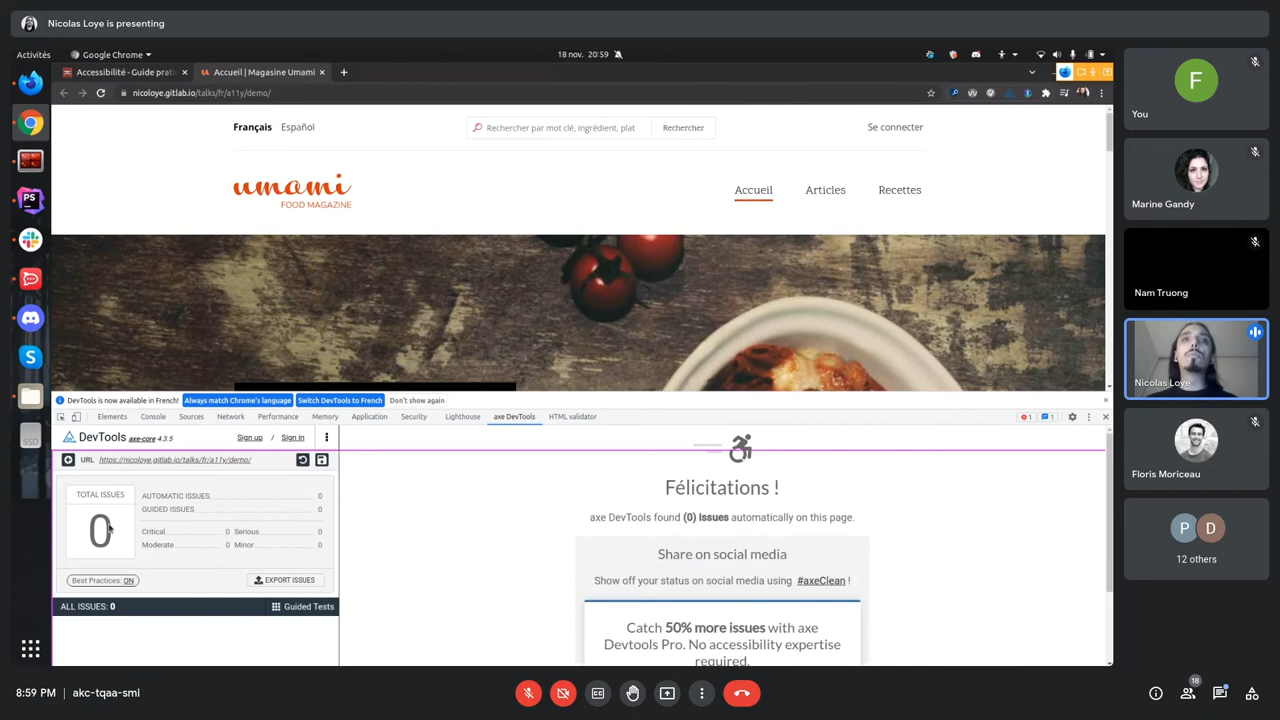 Nicolas Loye is presenting
Activités
Google Chrome
18 nov. 20:59
Accessibilité - Guide prati
Accueil | Magasine Umami
nicoloye.gitlab.io/talks/fr/a11y/demo/
Français Español
Rechercher par mot clé, ingrédient, plat
Rechercher
Se connecter
umami
FOOD MAGAZINE
Accueil Articles Recettes
DevTools is now available in French!
Always match Chrome's language
Switch DevTools to French
Don't show again
Elements Console Sources Network Performance Memory Application Security Lighthouse axe DevTools HTML validator
1 1
DevTools axe-core 4.3.5
Sign up / Sign in
URL https://nicoloye.gitlab.io/talks/fr/a11y/demo/
TOTAL ISSUES
0
AUTOMATIC ISSUES 0
GUIDED ISSUES 0
Critical 0 Serious 0
Moderate 0 Minor 0
Best Practices: ON
EXPORT ISSUES
ALL ISSUES: 0
Guided Tests
Félicitations !
axe DevTools found (0) Issues automatically on this page.
Share on social media
Show off your status on social media using #axeClean !
Catch 50% more issues with axe
Devtools Pro. No accessibility expertise
required.
PS
S
SSD
F
You
Marine Gandy
Nam Truong
Nicolas Loye
Floris Moriceau
P D
12 others
8:59 PM | akc-tqaa-smi
18